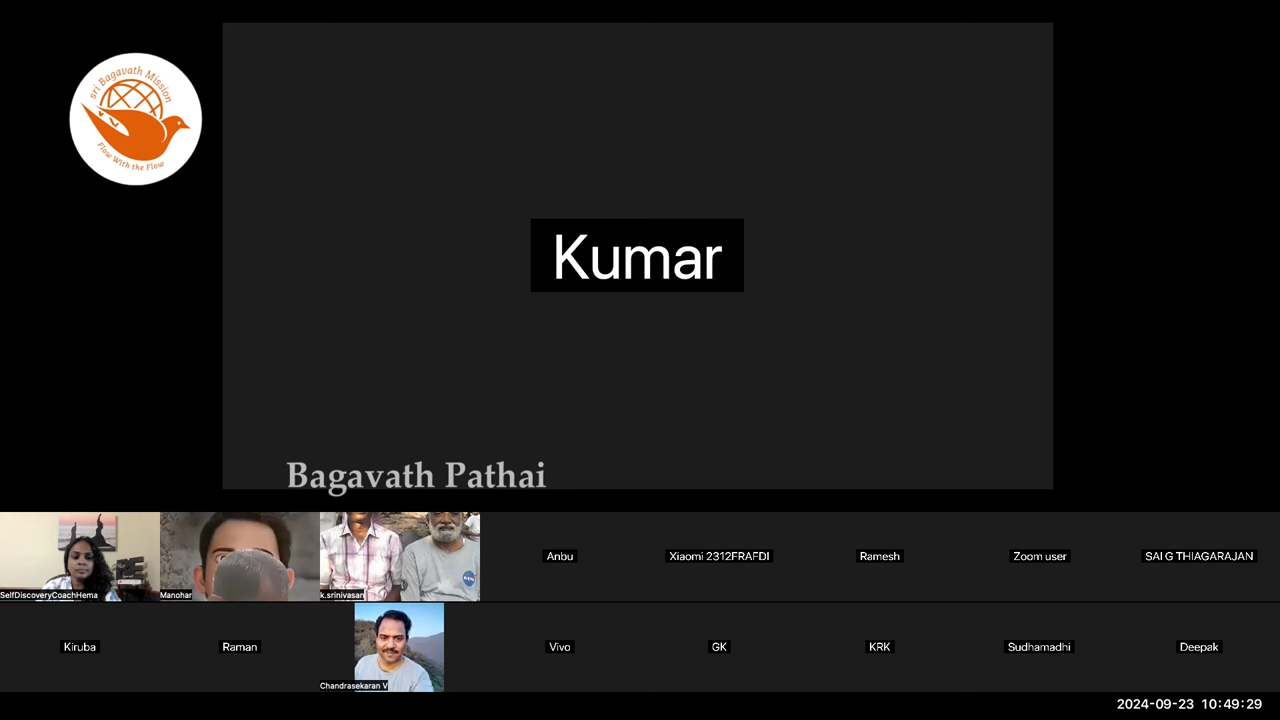 sri Bagavath Mission
Flow With the Flow
Kumar
Bagavath Pathai
SelfDiscoveryCoachHema
Manohar
k.srinivasan
Anbu
Xiaomi 2312FRAFDI
Ramesh
Zoom user
SAI G THIAGARAJAN
Kiruba
Raman
Chandrasekaran V
Vivo
GK
KRK
Sudhamadhi
Deepak
2024-09-23 10:49:29